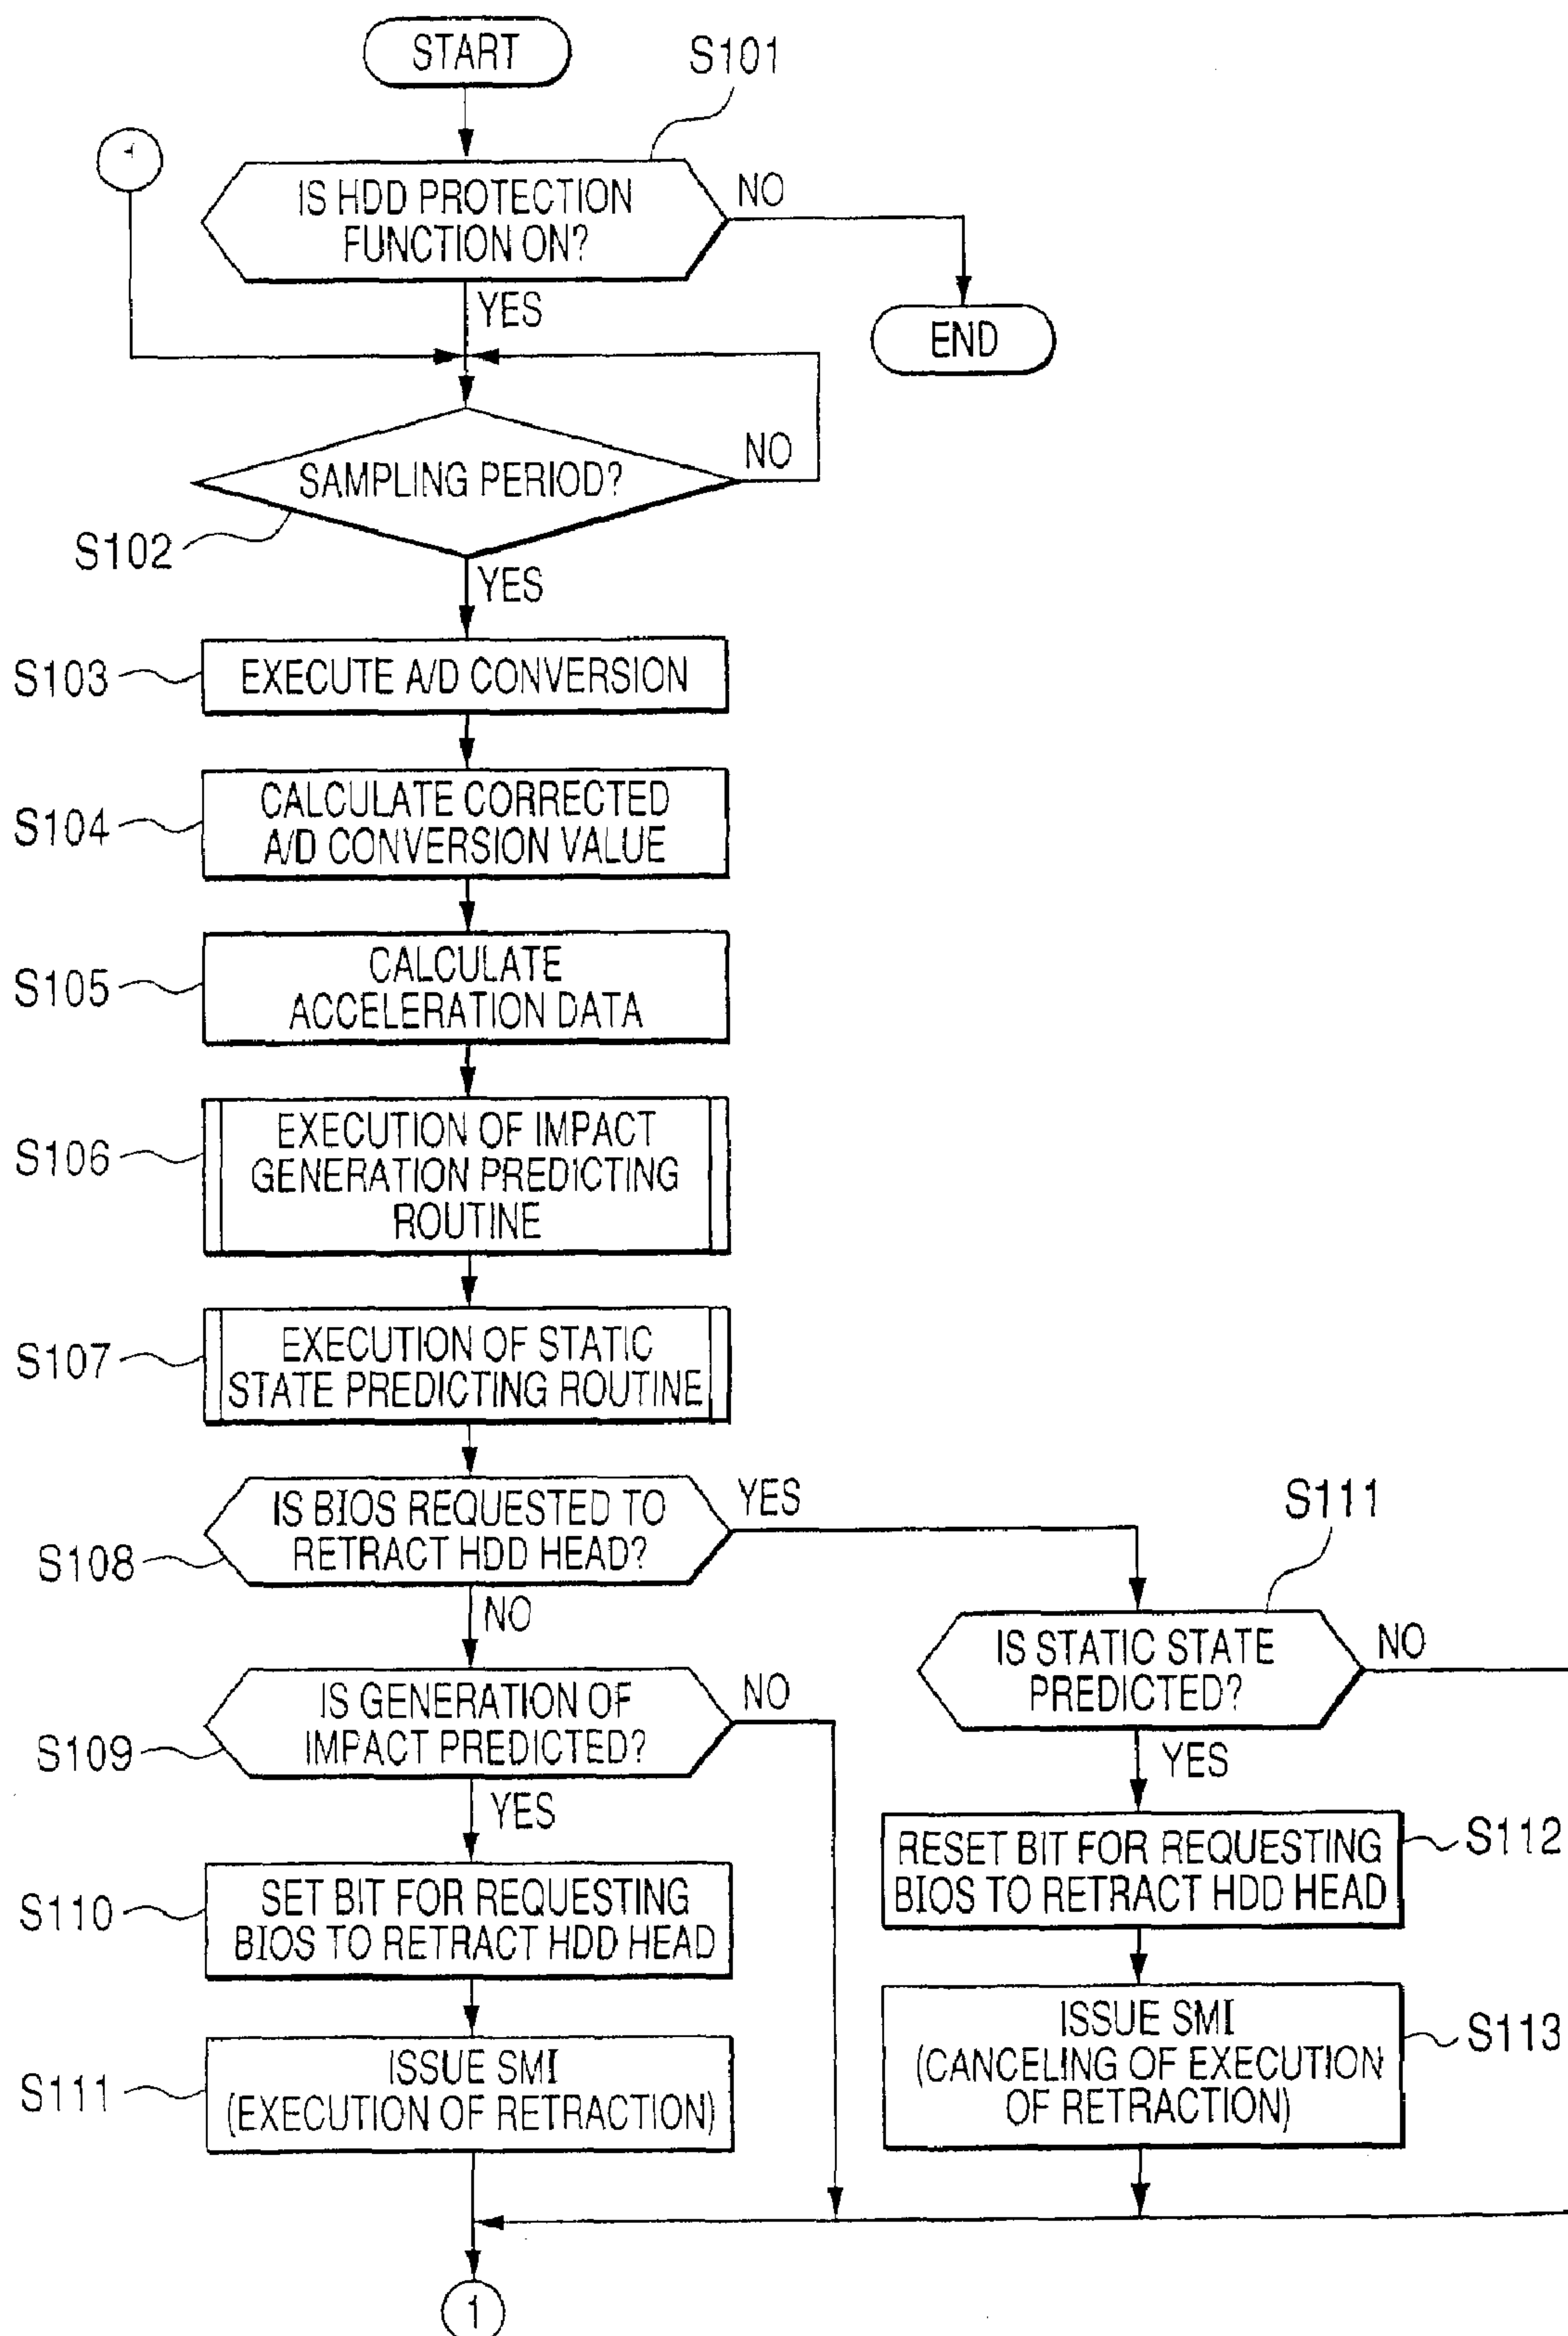 START
S101
1
IS HDD PROTECTION
FUNCTION ON?
NO
YES
END
SAMPLING PERIOD?
NO
S102
YES
S103
EXECUTE A/D CONVERSION
S104
CALCULATE CORRECTED
A/D CONVERSION VALUE
S105
CALCULATE
ACCELERATION DATA
S106
EXECUTION OF IMPACT
GENERATION PREDICTING
ROUTINE
S107
EXECUTION OF STATIC
STATE PREDICTING ROUTINE
S108
IS BIOS REQUESTED TO
RETRACT HDD HEAD?
YES
NO
S111
IS STATIC STATE
PREDICTED?
NO
YES
S109
IS GENERATION OF
IMPACT PREDICTED?
NO
YES
S110
SET BIT FOR REQUESTING
BIOS TO RETRACT HDD HEAD
RESET BIT FOR REQUESTING
BIOS TO RETRACT HDD HEAD
S112
S111
ISSUE SMI
(EXECUTION OF RETRACTION)
ISSUE SMI
(CANCELING OF EXECUTION
OF RETRACTION)
S113
1